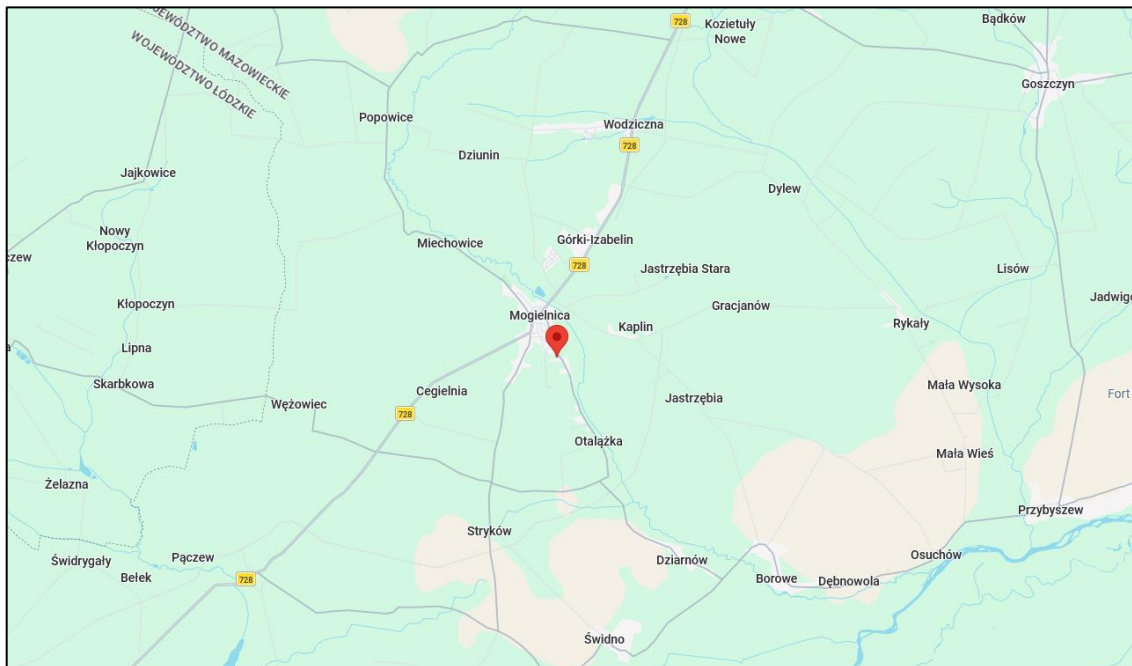 WOJEWÓDZTWO MAZOWIECKIE
WOJEWÓDZTWO ŁÓDZKIE
728
Kozietuły
Nowe
Bądków
Goszczyn
Popowice
Wodziczna
728
Dziunin
Jajkowice
Dylew
Nowy
Kłopoczyn
czew
Miechowice
Górki-Izabelin
728
Jastrzębia Stara
Lisów
Kłopoczyn
Gracjanów
Jadwigó
Mogielnica
Kaplin
Rykały
Lipna
Skarbkowa
Cegielnia
Mała Wysoka
Fort
Wężowiec
728
Jastrzębia
Otalążka
Mała Wieś
Żelazna
Przybyszew
Stryków
Świdrygały
Pączew
Dziarnów
Osuchów
Bełek
728
Borowe
Dębnowola
Świdno